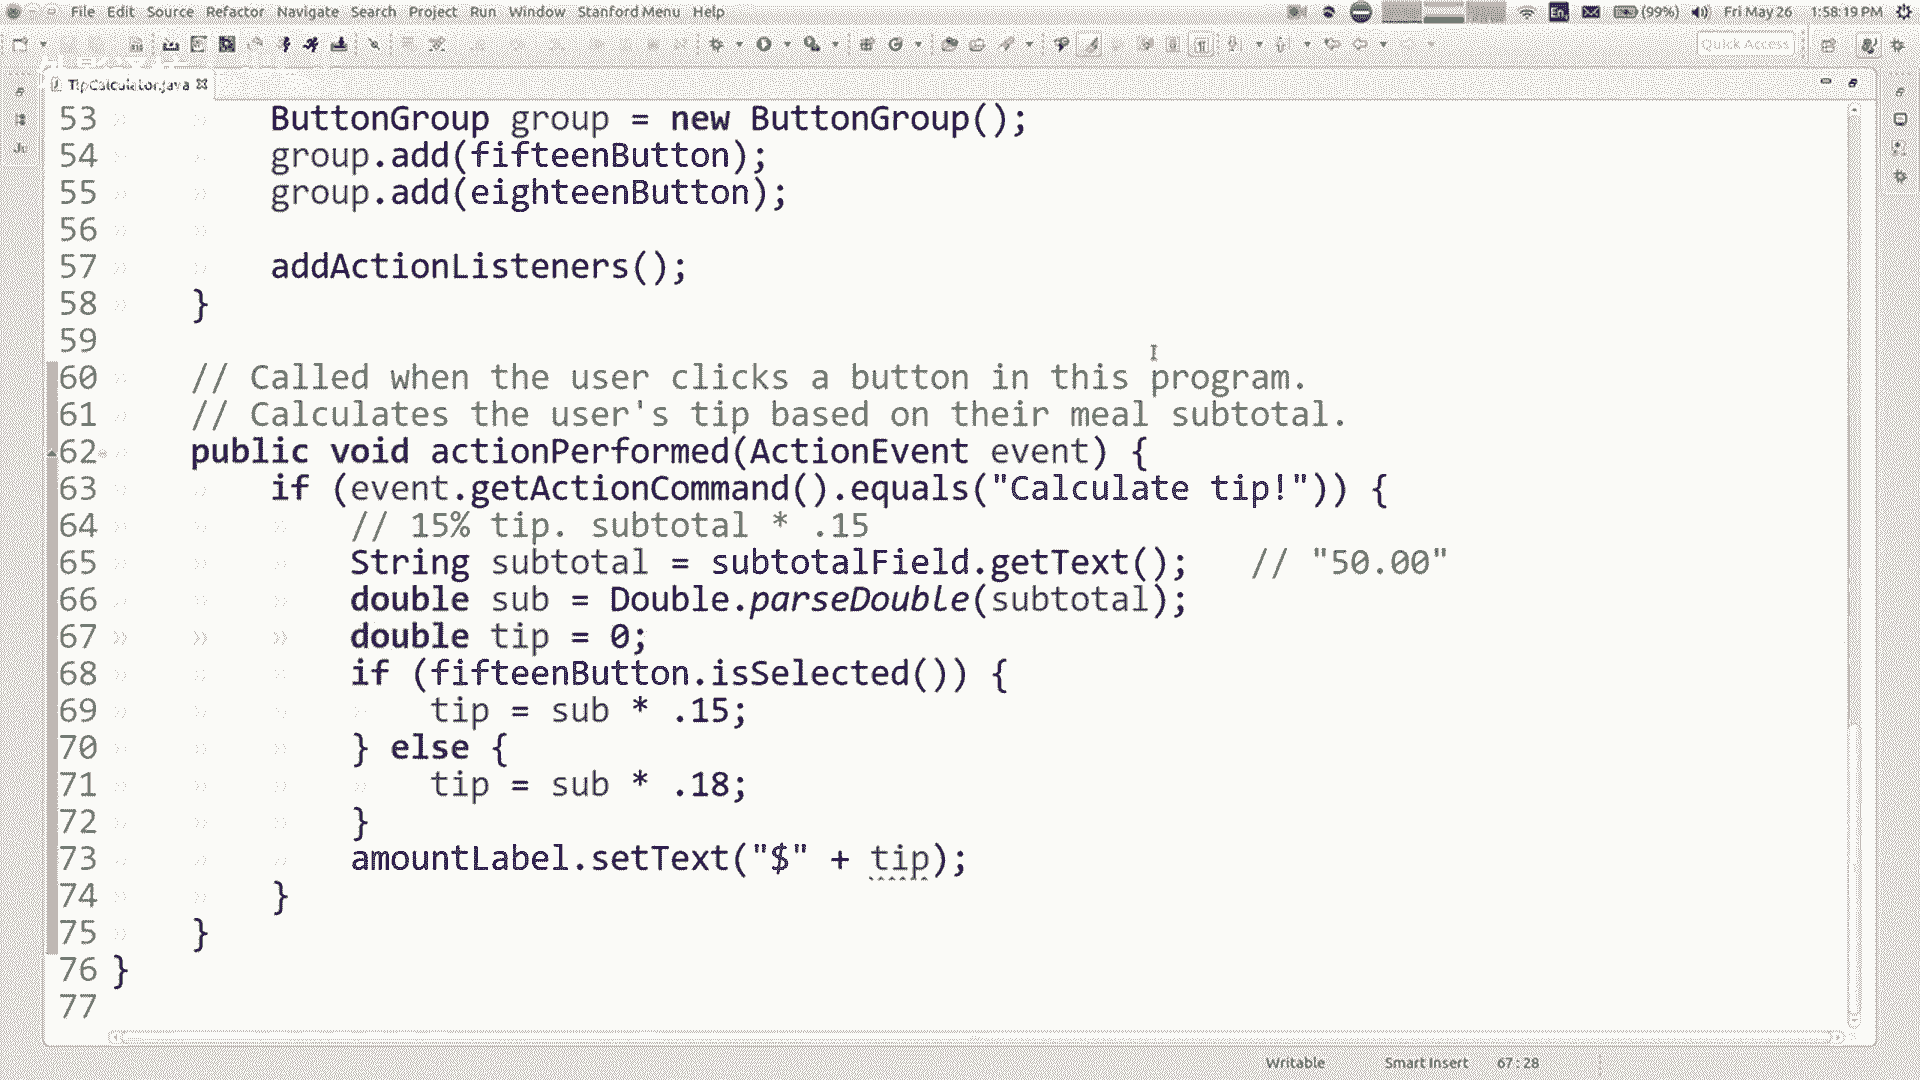 File Edit Source Refactor Navigate Search Project Run Window Stanford Menu Help
En (99%) Fri May 26 1:58:19 PM
Quick Access
TipCalculator.java
53 ButtonGroup group = new ButtonGroup();
54 group.add(fifteenButton);
55 group.add(eighteenButton);
56
57 addActionListeners();
58 }
59
60 // Called when the user clicks a button in this program.
61 // Calculates the user's tip based on their meal subtotal.
62 public void actionPerformed(ActionEvent event) {
63 if (event.getActionCommand().equals("Calculate tip!")) {
64 // 15% tip. subtotal * .15
65 String subtotal = subtotalField.getText(); // "50.00"
66 double sub = Double.parseDouble(subtotal);
67 double tip = 0;
68 if (fifteenButton.isSelected()) {
69 tip = sub * .15;
70 } else {
71 tip = sub * .18;
72 }
73 amountLabel.setText("$" + tip);
74 }
75 }
76 }
77
Writable Smart Insert 67 : 28